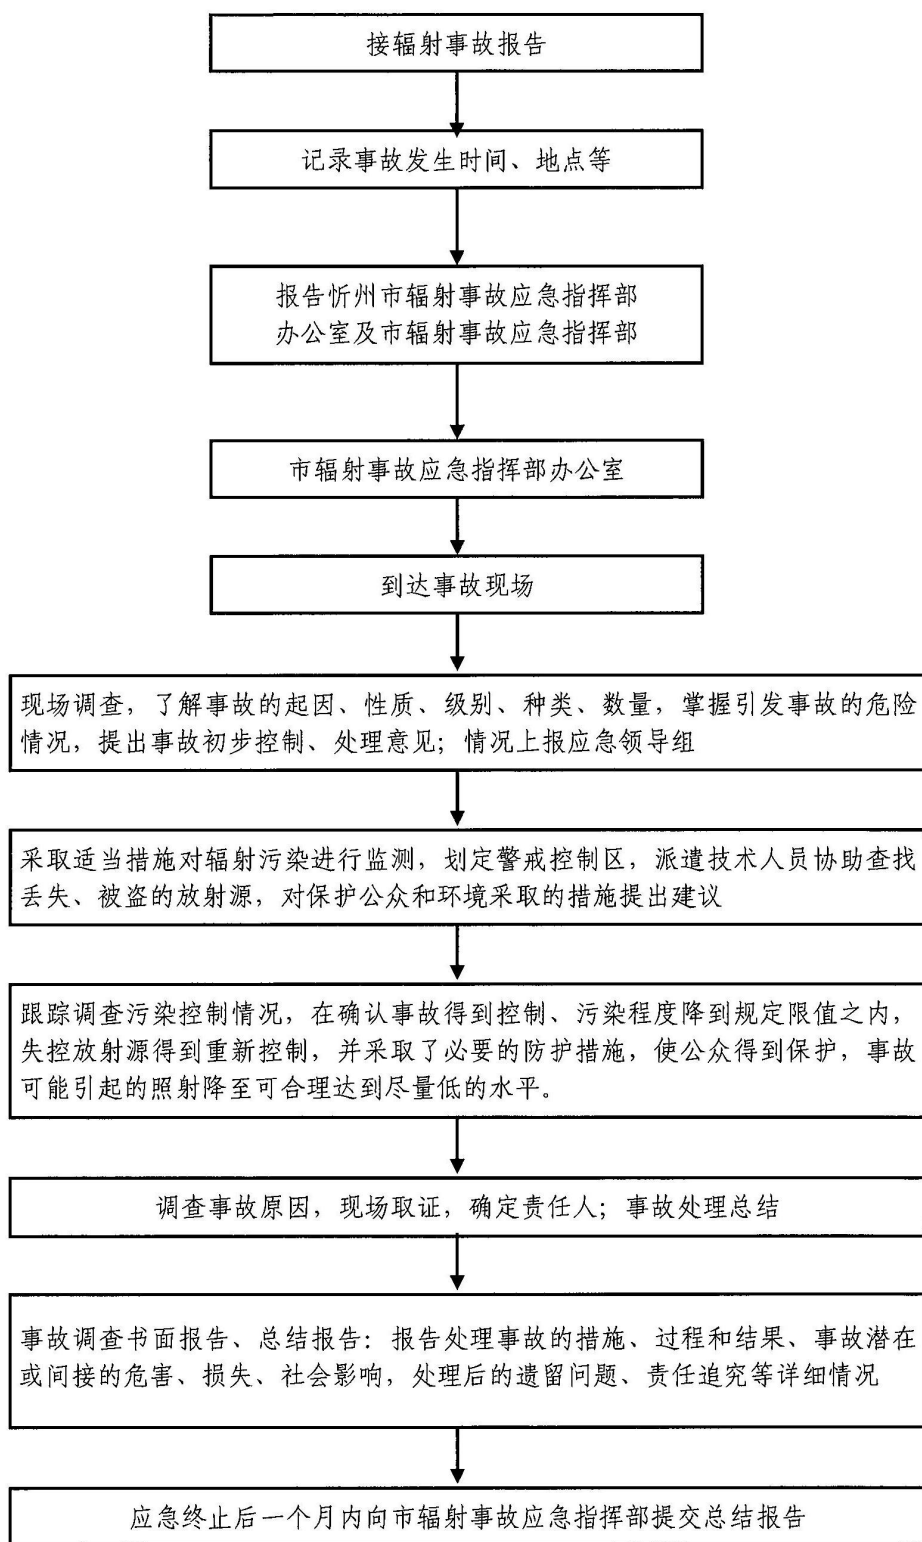 接辐射事故报告
记录事故发生时间、地点等
报告忻州市辐射事故应急指挥部
办公室及市辐射事故应急指挥部
市辐射事故应急指挥部办公室
到达事故现场
现场调查，了解事故的起因、性质、级别、种类、数量，掌握引发事故的危险
情况，提出事故初步控制、处理意见；情况上报应急领导组
采取适当措施对辐射污染进行监测，划定警戒控制区，派遣技术人员协助查找
丢失、被盗的放射源，对保护公众和环境采取的措施提出建议
跟踪调查污染控制情况，在确认事故得到控制、污染程度降到规定限值之内，
失控放射源得到重新控制，并采取了必要的防护措施，使公众得到保护，事故
可能引起的照射降至可合理达到尽量低的水平。
调查事故原因，现场取证，确定责任人；事故处理总结
事故调查书面报告、总结报告：报告处理事故的措施、过程和结果、事故潜在
或间接的危害、损失、社会影响，处理后的遗留问题、责任追究等详细情况
应急终止后一个月内向市辐射事故应急指挥部提交总结报告